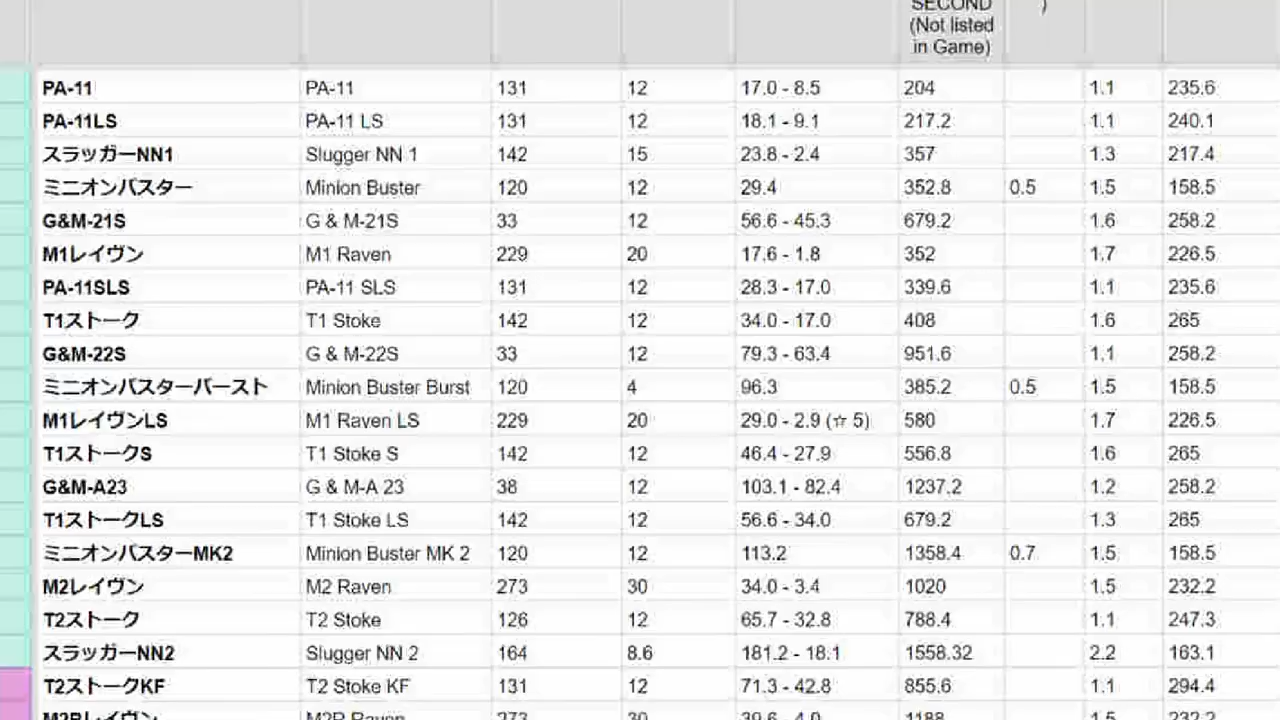 SECOND )
(Not listed
in Game)
PA-11 PA-11 131 12 17.0 - 8.5 204 1.1 235.6
PA-11LS PA-11 LS 131 12 18.1 - 9.1 217.2 1.1 240.1
スラッガーNN1 Slugger NN 1 142 15 23.8 - 2.4 357 1.3 217.4
ミニオンバスター Minion Buster 120 12 29.4 352.8 0.5 1.5 158.5
G&M-21S G & M-21S 33 12 56.6 - 45.3 679.2 1.6 258.2
M1レイヴン M1 Raven 229 20 17.6 - 1.8 352 1.7 226.5
PA-11SLS PA-11 SLS 131 12 28.3 - 17.0 339.6 1.1 235.6
T1ストーク T1 Stoke 142 12 34.0 - 17.0 408 1.6 265
G&M-22S G & M-22S 33 12 79.3 - 63.4 951.6 1.1 258.2
ミニオンバスターバースト Minion Buster Burst 120 4 96.3 385.2 0.5 1.5 158.5
M1レイヴンLS M1 Raven LS 229 20 29.0 - 2.9 (☆ 5) 580 1.7 226.5
T1ストークS T1 Stoke S 142 12 46.4 - 27.9 556.8 1.6 265
G&M-A23 G & M-A 23 38 12 103.1 - 82.4 1237.2 1.2 258.2
T1ストークLS T1 Stoke LS 142 12 56.6 - 34.0 679.2 1.3 265
ミニオンバスターMK2 Minion Buster MK 2 120 12 113.2 1358.4 0.7 1.5 158.5
M2レイヴン M2 Raven 273 30 34.0 - 3.4 1020 1.5 232.2
T2ストーク T2 Stoke 126 12 65.7 - 32.8 788.4 1.1 247.3
スラッガーNN2 Slugger NN 2 164 8.6 181.2 - 18.1 1558.32 2.2 163.1
T2ストークKF T2 Stoke KF 131 12 71.3 - 42.8 855.6 1.1 294.4
M2Rレイヴン M2R Raven 273 30 39.6 - 4.0 1188 1.5 232.2